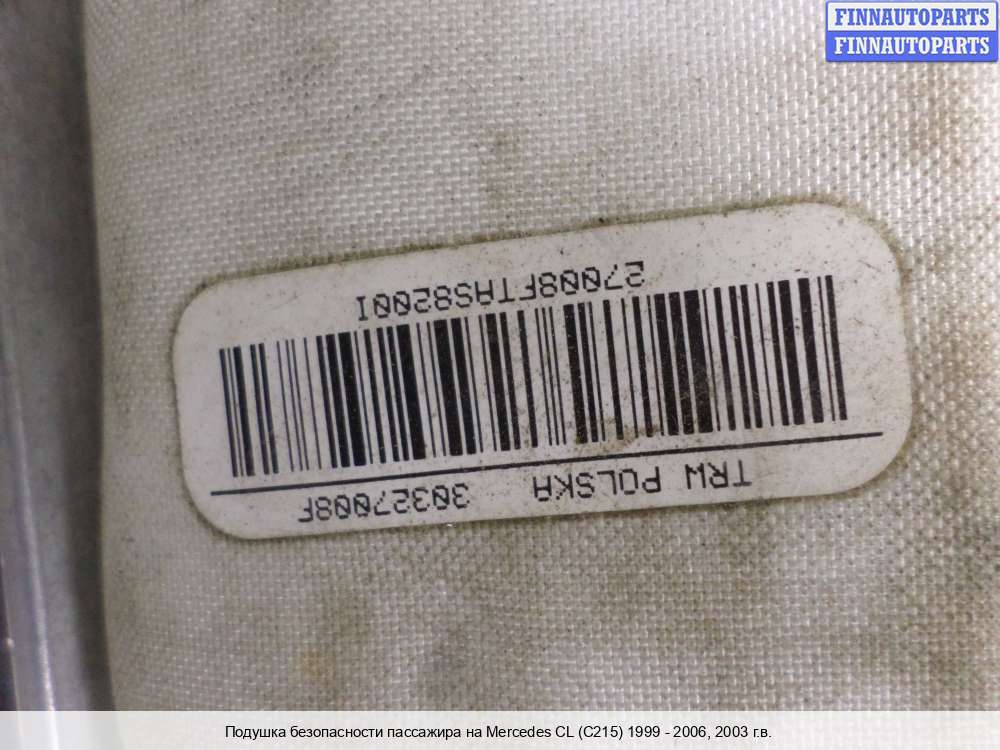 FINNAUTOPARTS
FINNAUTOPARTS
TRW POLSKA 30327008F
27008FTAS8200I
Подушка безопасности пассажира на Mercedes CL (C215) 1999 - 2006, 2003 г.в.